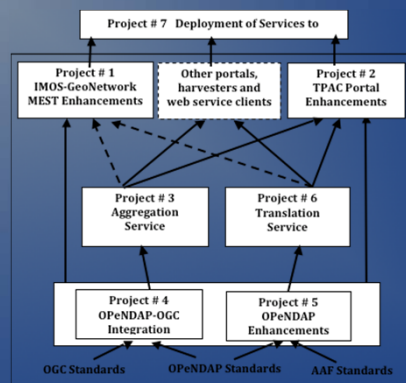 Project # 7 Deployment of Services to
Project # 1
IMOS-GeoNetwork
MEST Enhancements
Other portals,
harvesters and
web service clients
Project # 2
TPAC Portal
Enhancements
Project # 3
Aggregation
Service
Project # 6
Translation
Service
Project # 4
OPeNDAP-OGC
Integration
Project # 5
OPeNDAP
Enhancements
OGC Standards
OPeNDAP Standards
AAF Standards